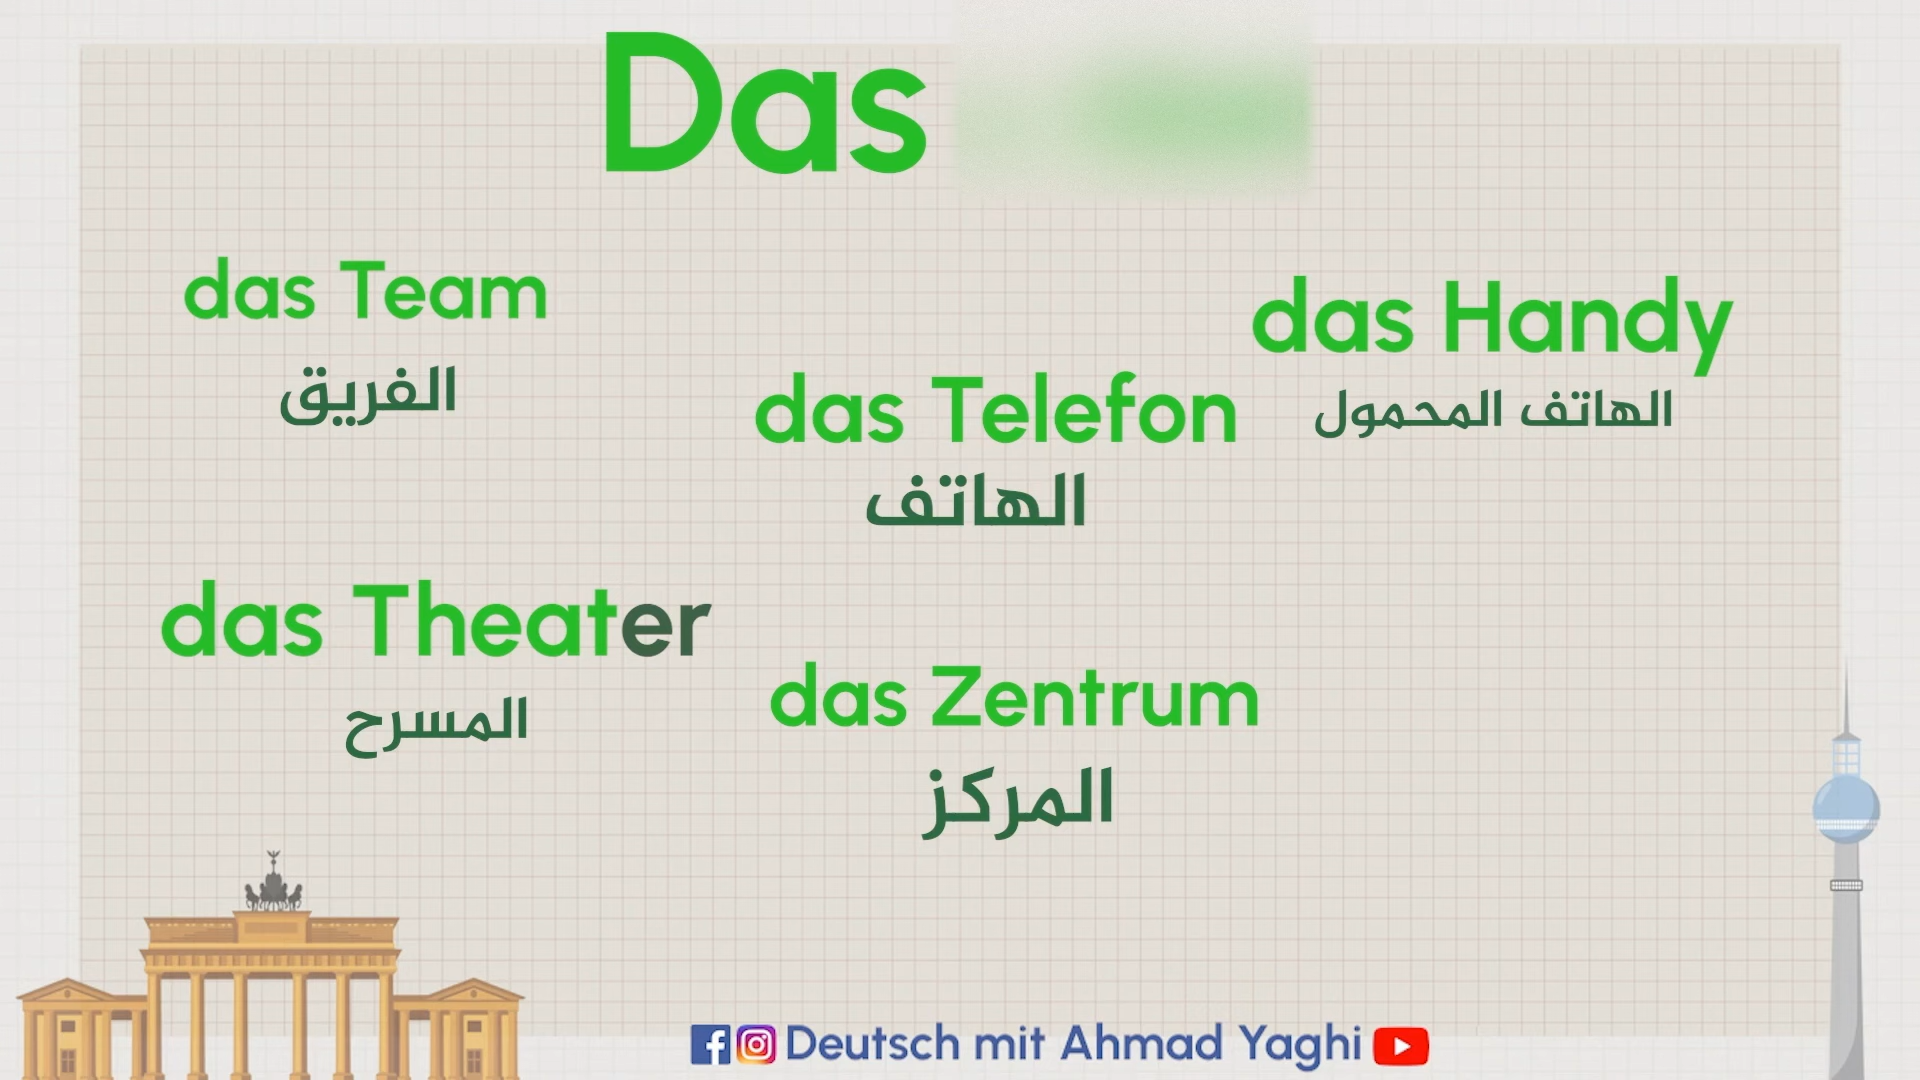 Das
das Team
الفريق
das Telefon
الهاتف
das Handy
الهاتف المحمول
das Theater
المسرح
das Zentrum
المركز
Deutsch mit Ahmad Yaghi